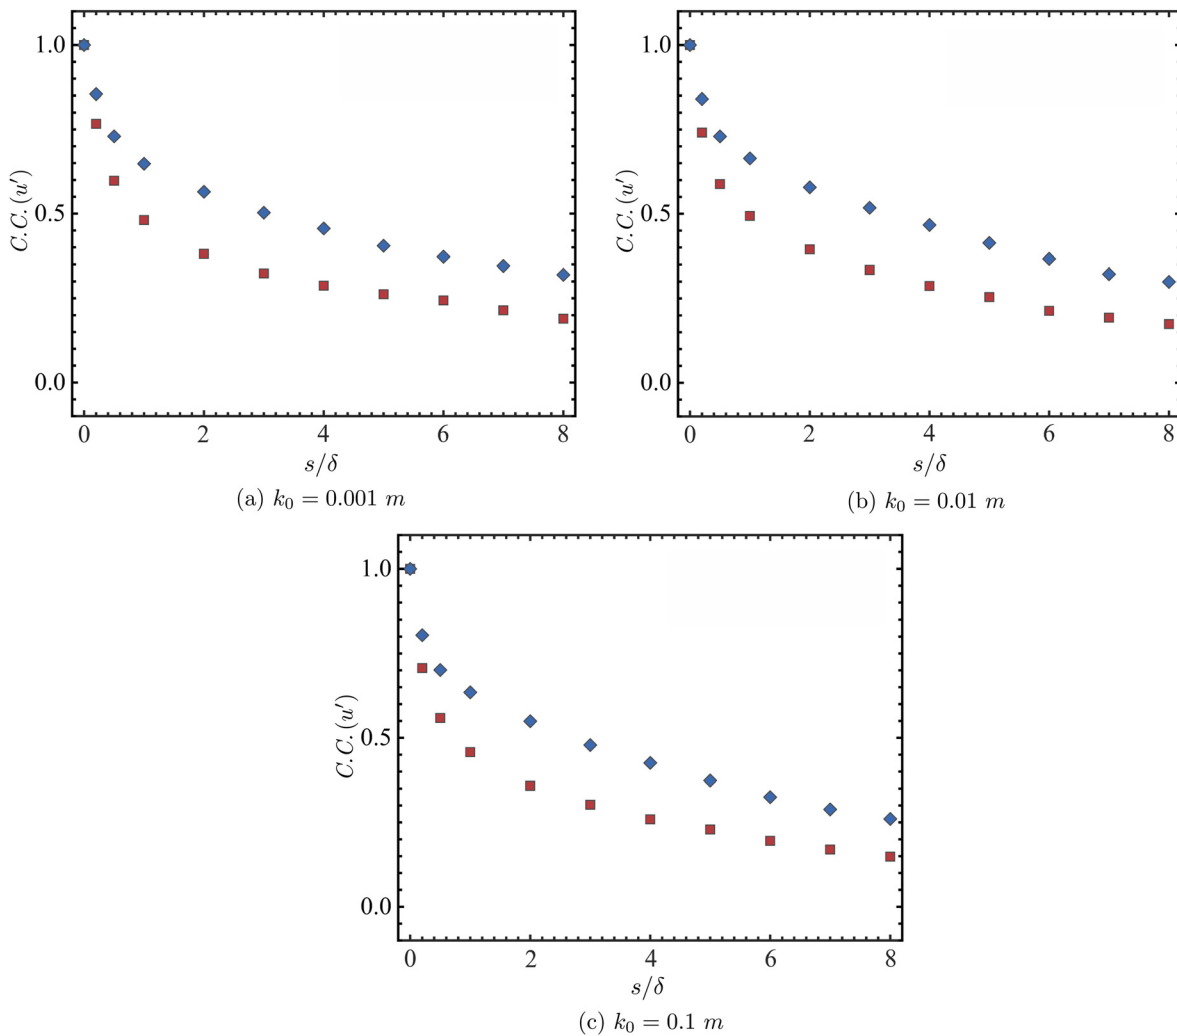 1.0
0.5
0.0
C.C.(u′)
0 2 4 6 8
s/δ
(a) k₀ = 0.001 m
1.0
0.5
0.0
C.C.(u′)
0 2 4 6 8
s/δ
(b) k₀ = 0.01 m
1.0
0.5
0.0
C.C.(u′)
0 2 4 6 8
s/δ
(c) k₀ = 0.1 m